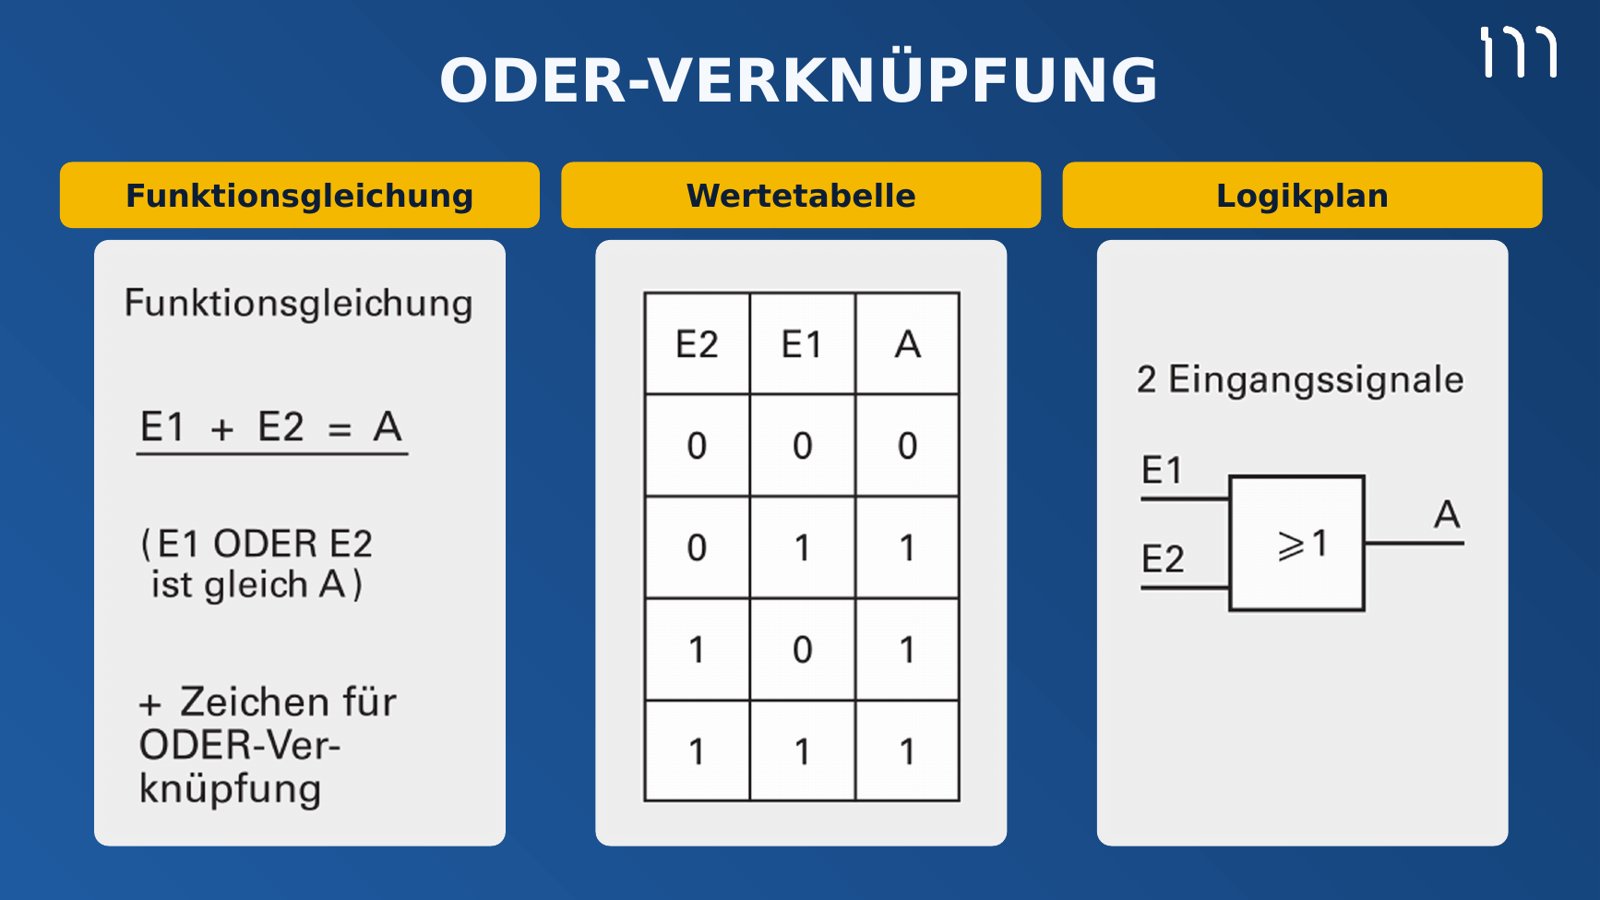 ODER-VERKNÜPFUNG
Funktionsgleichung
Funktionsgleichung
E1 + E2 = A
(E1 ODER E2
ist gleich A)
+ Zeichen für
ODER-Ver-
knüpfung
Wertetabelle
E2 E1 A
0 0 0
0 1 1
1 0 1
1 1 1
Logikplan
2 Eingangssignale
E1
A
⩾1
E2